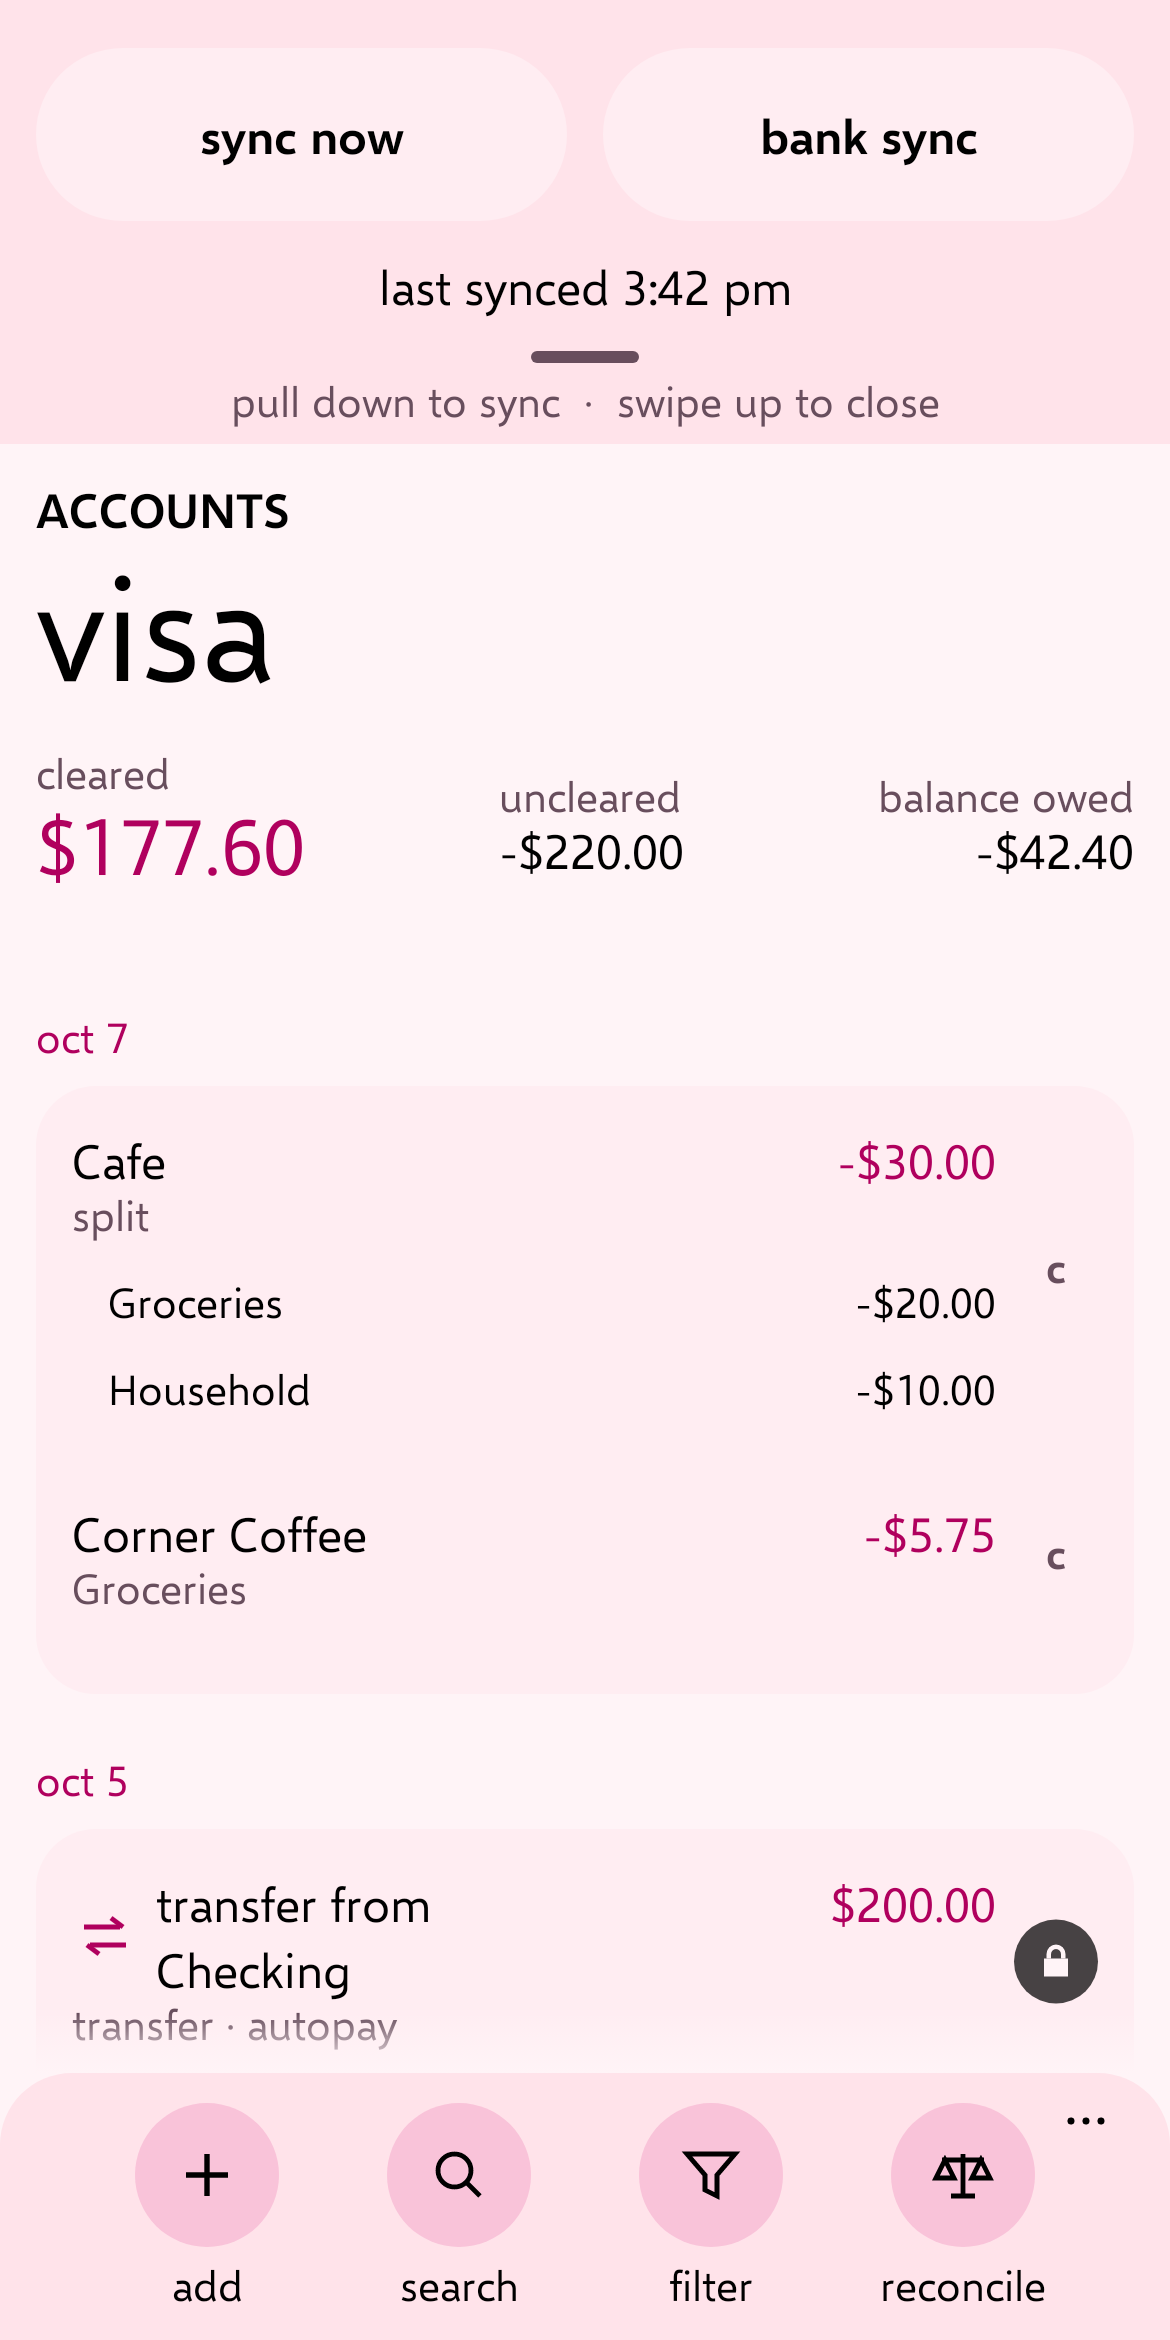 sync now
bank sync
last synced 3:42 pm
pull down to sync · swipe up to close
ACCOUNTS
visa
cleared
$177.60
uncleared
-$220.00
balance owed
-$42.40
oct 7
Cafe
-$30.00
split
c
Groceries
-$20.00
Household
-$10.00
Corner Coffee
-$5.75
c
Groceries
oct 5
transfer from
$200.00
Checking
transfer · autopay
...
add
search
filter
reconcile